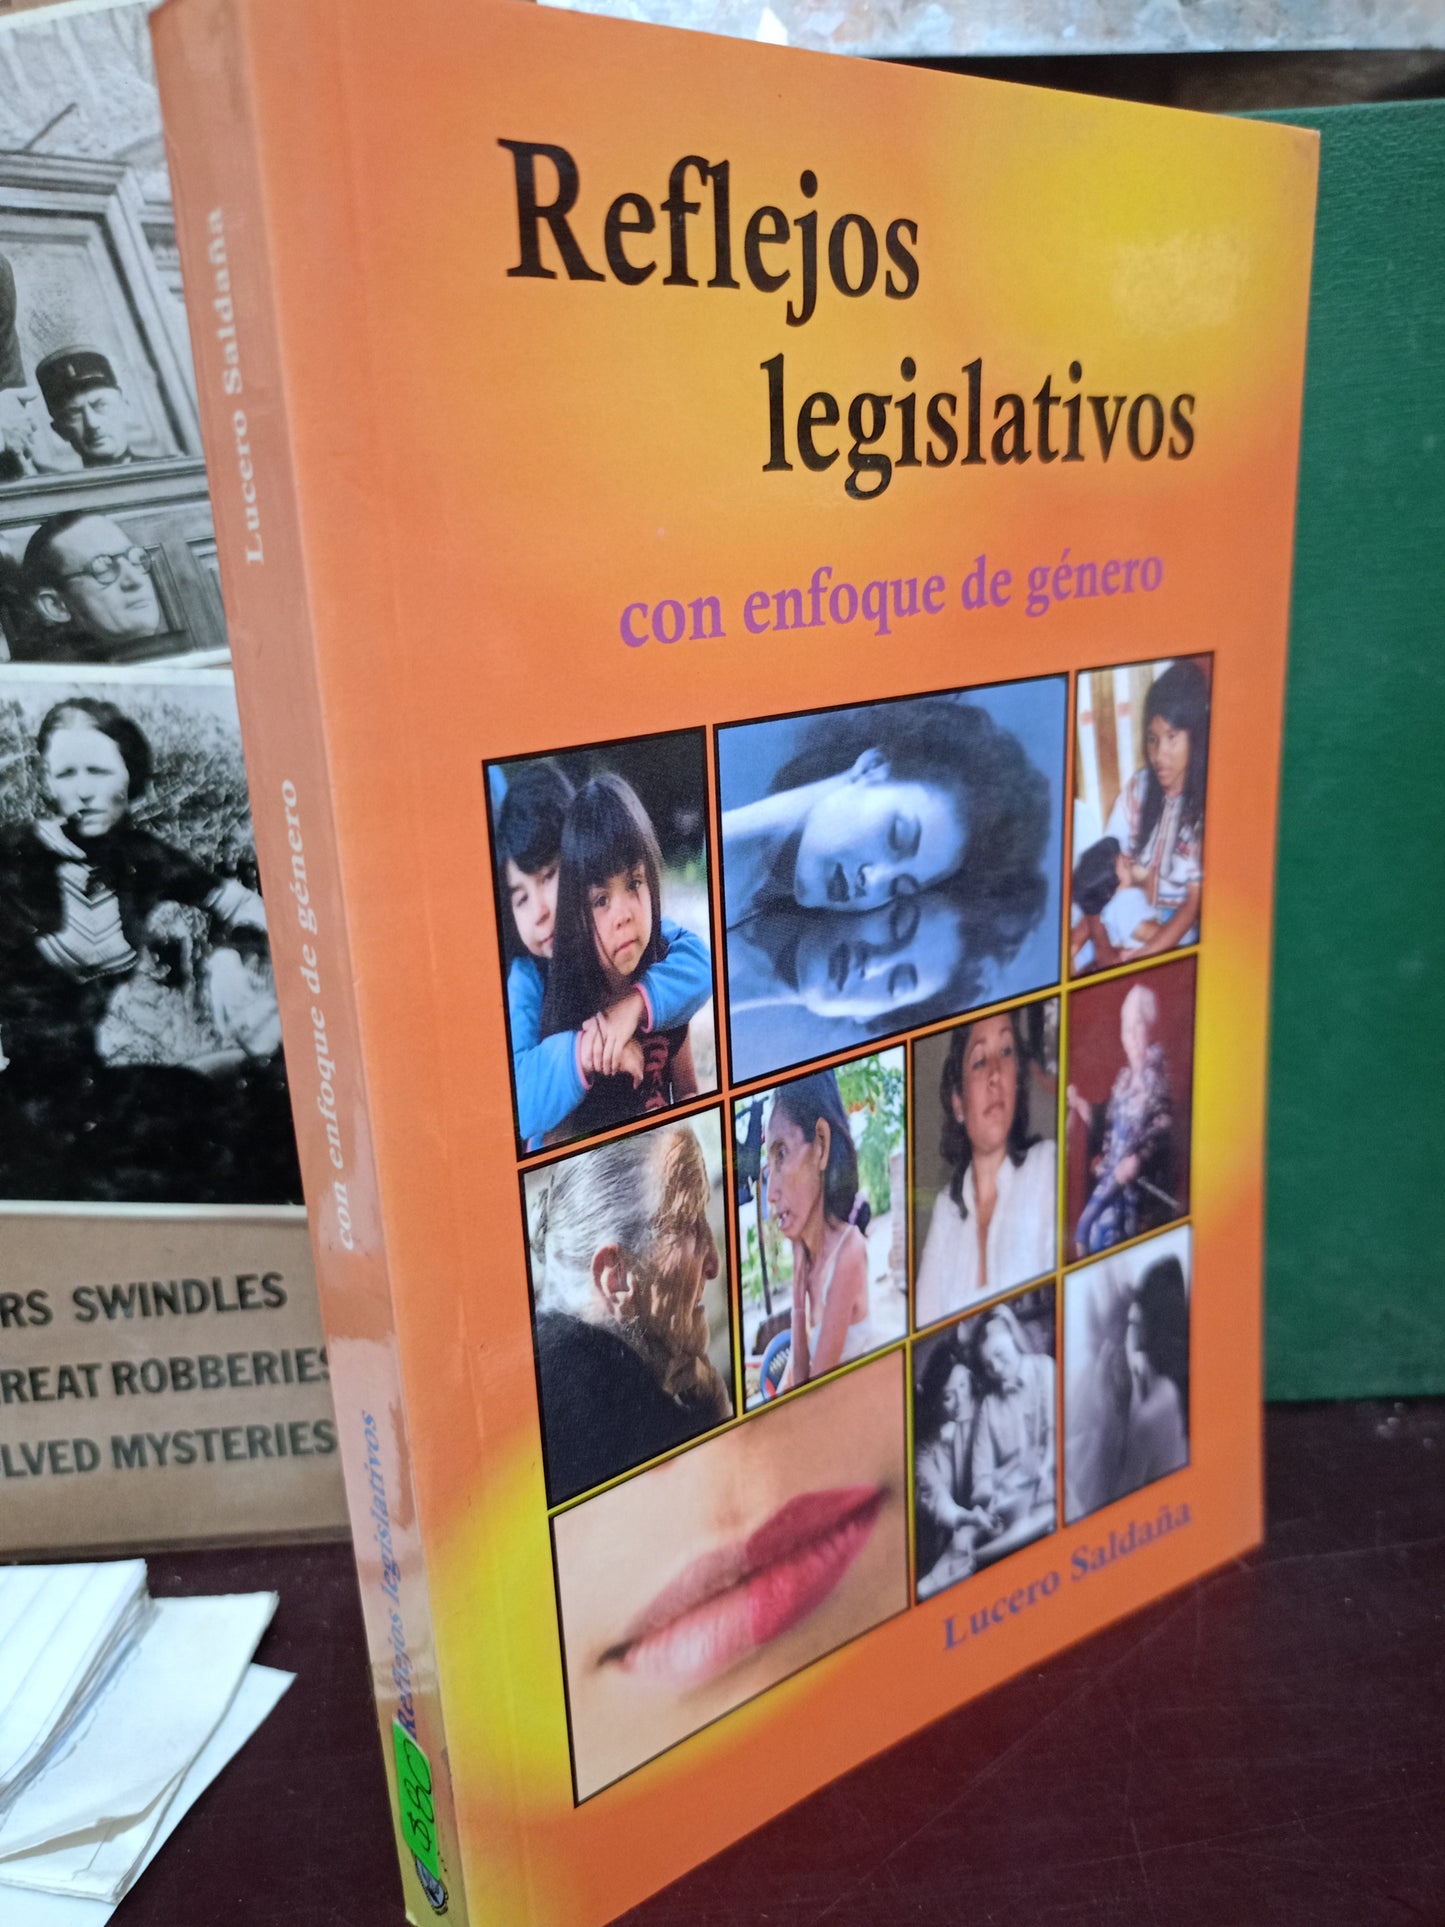 Reflejos
legislativos
con enfoque de género
Lucero Saldaña
Lucero Saldaña
con enfoque de género
Reflejos legislativos
$80
RS SWINDLES
REAT ROBBERIES
LVED MYSTERIES